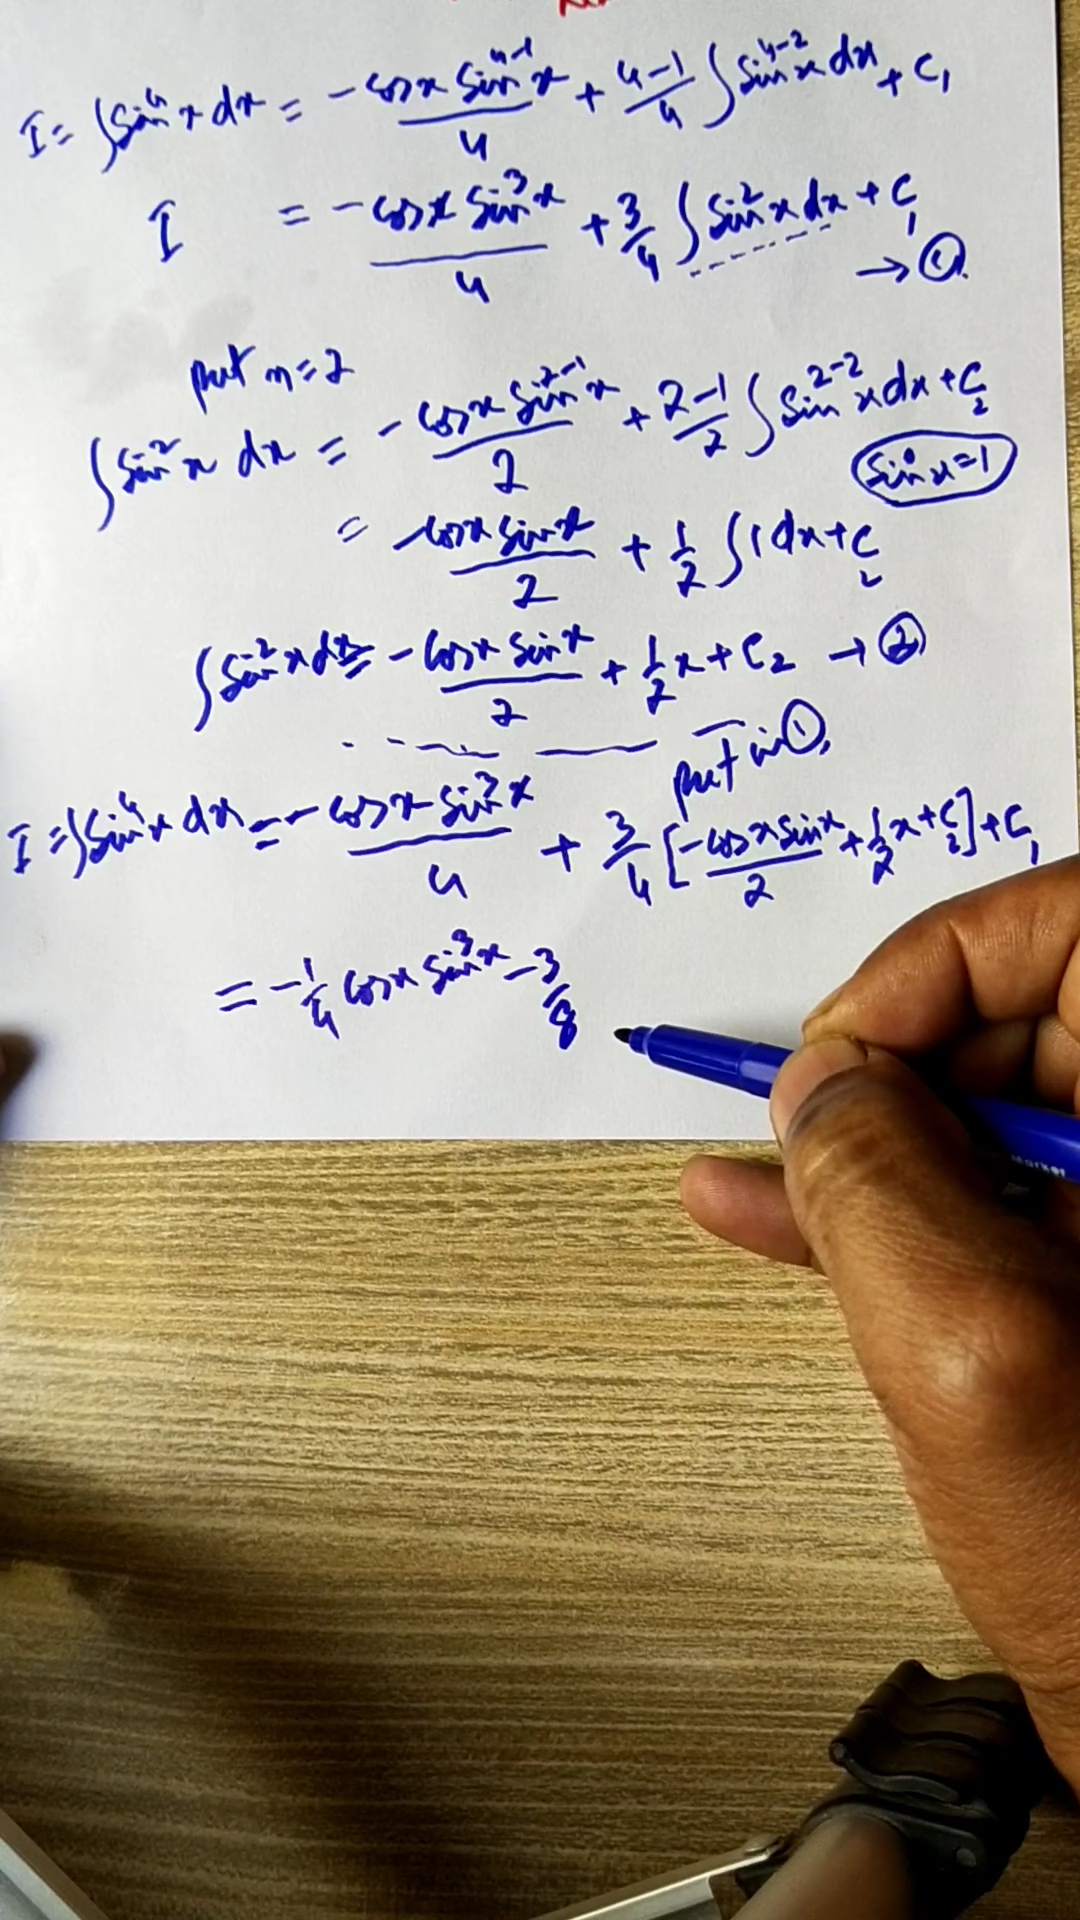 I = ∫sin⁴x dx = -cosx sin⁴⁻¹x/4 + 4-1/4 ∫sin⁴⁻²x dx + C₁
I = -cosx sin³x/4 + 3/4 ∫sin²x dx + C₁
→ ①
put n=2
∫sin²x dx = -cosx sin²⁻¹x/2 + 2-1/2 ∫sin²⁻²x dx + C₂
sin⁰x=1
= -cosx sinx/2 + 1/2 ∫1 dx + C₂
∫sin²x dx = -cosx sinx/2 + 1/2 x + C₂ → ②
put in ①,
I = ∫sin⁴x dx = -cosx sin³x/4 + 3/4 [-cosx sinx/2 + 1/2 x + C₂] + C₁
= -1/4 cosx sin³x - 3/8
Marker